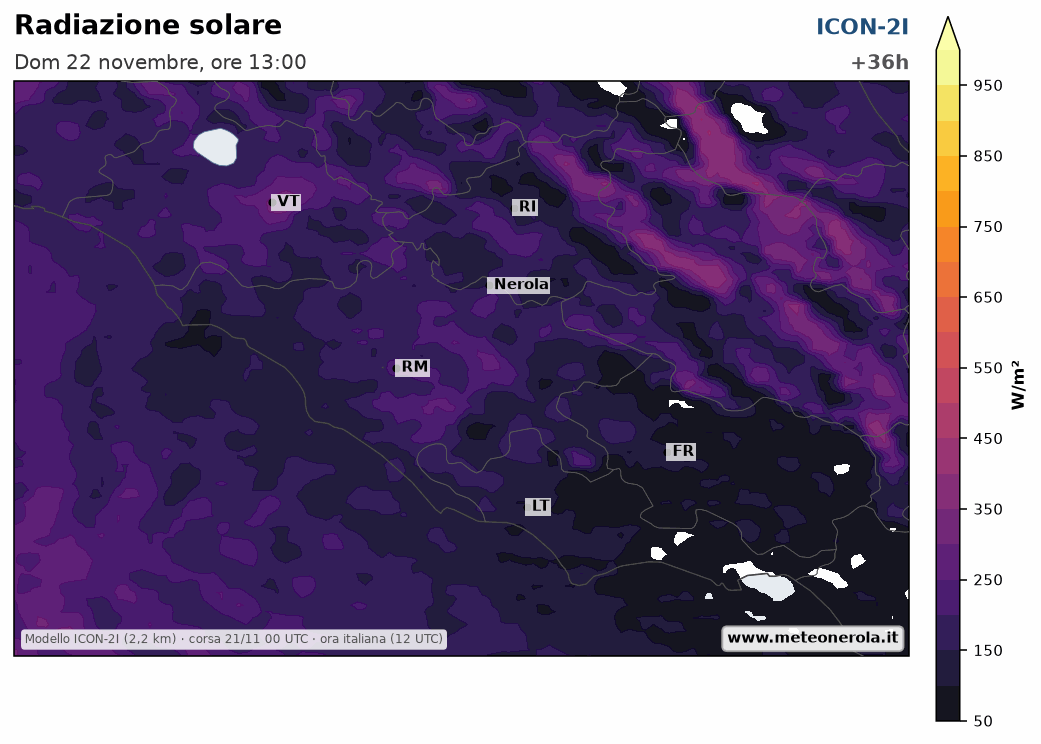 Radiazione solare
ICON-2I
Dom 22 novembre, ore 13:00
+36h
950
850
750
650
550
450
350
250
150
50
W/m²
VT
RI
Nerola
RM
FR
LT
Modello ICON-2I (2,2 km) · corsa 21/11 00 UTC · ora italiana (12 UTC)
www.meteonerola.it